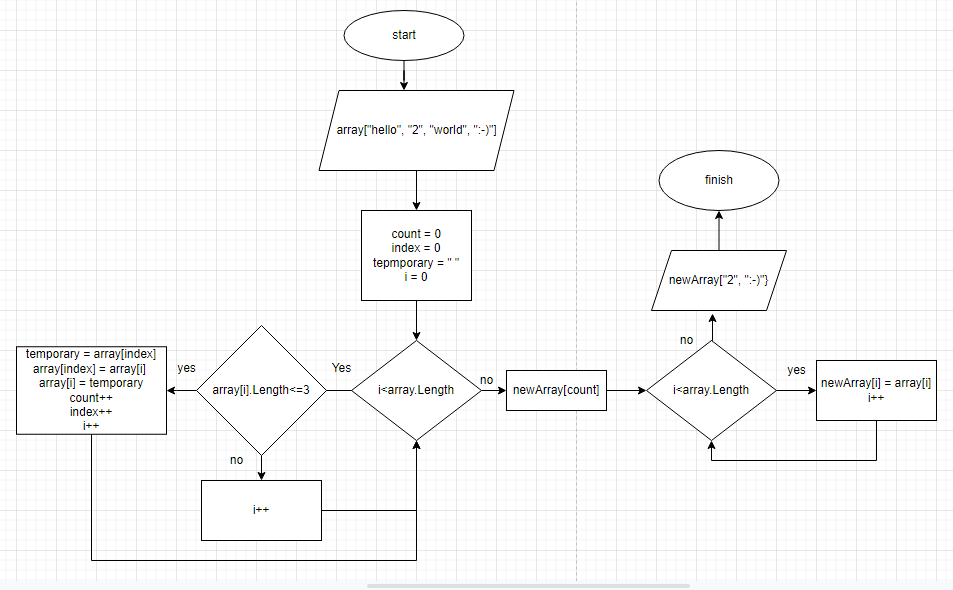 start
array["hello", "2", "world", ":-)"]
count = 0
index = 0
tepmporary = " "
i = 0
i<array.Length
Yes
array[i].Length<=3
yes
temporary = array[index]
array[index] = array[i]
array[i] = temporary
count++
index++
i++
no
i++
no
newArray[count]
i<array.Length
yes
newArray[i] = array[i]
i++
no
newArray["2", ":-)"}
finish